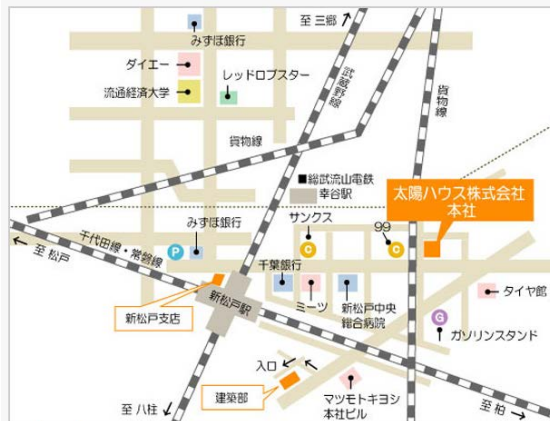 至 三郷
みずほ銀行
ダイエー
レッドロブスター
流通経済大学
武蔵野線
貨物線
貨物線
■総武流山電鉄
幸谷駅
太陽ハウス株式会社
本社
サンクス
99
みずほ銀行
千代田線・常磐線
至 松戸
P
C
C
千葉銀行
新松戸駅
新松戸支店
ミーツ
新松戸中央
総合病院
タイヤ館
G
ガソリンスタンド
入口
建築部
マツモトキヨシ
本社ビル
至 八柱
至 柏